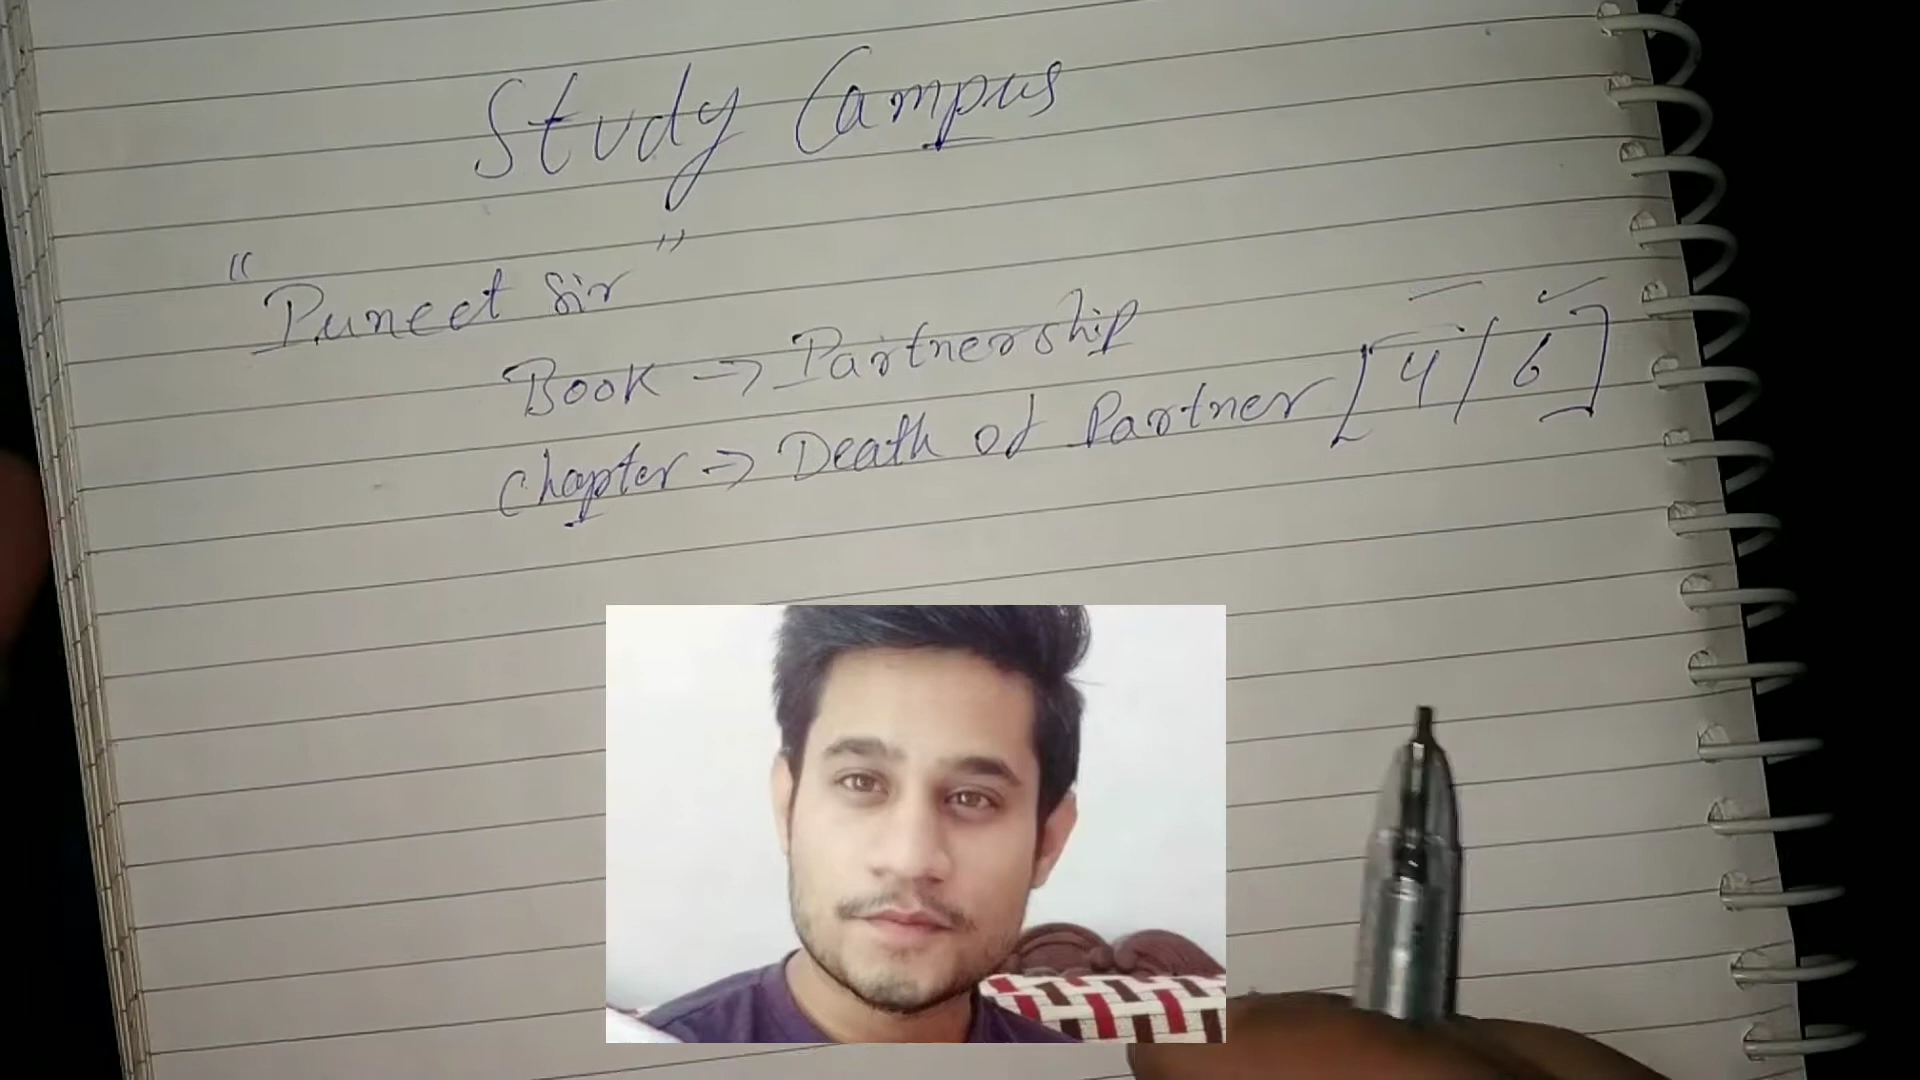 Study Campus
"Puneet Sir"
Book → Partnership
Chapter → Death of Partner [4/6]